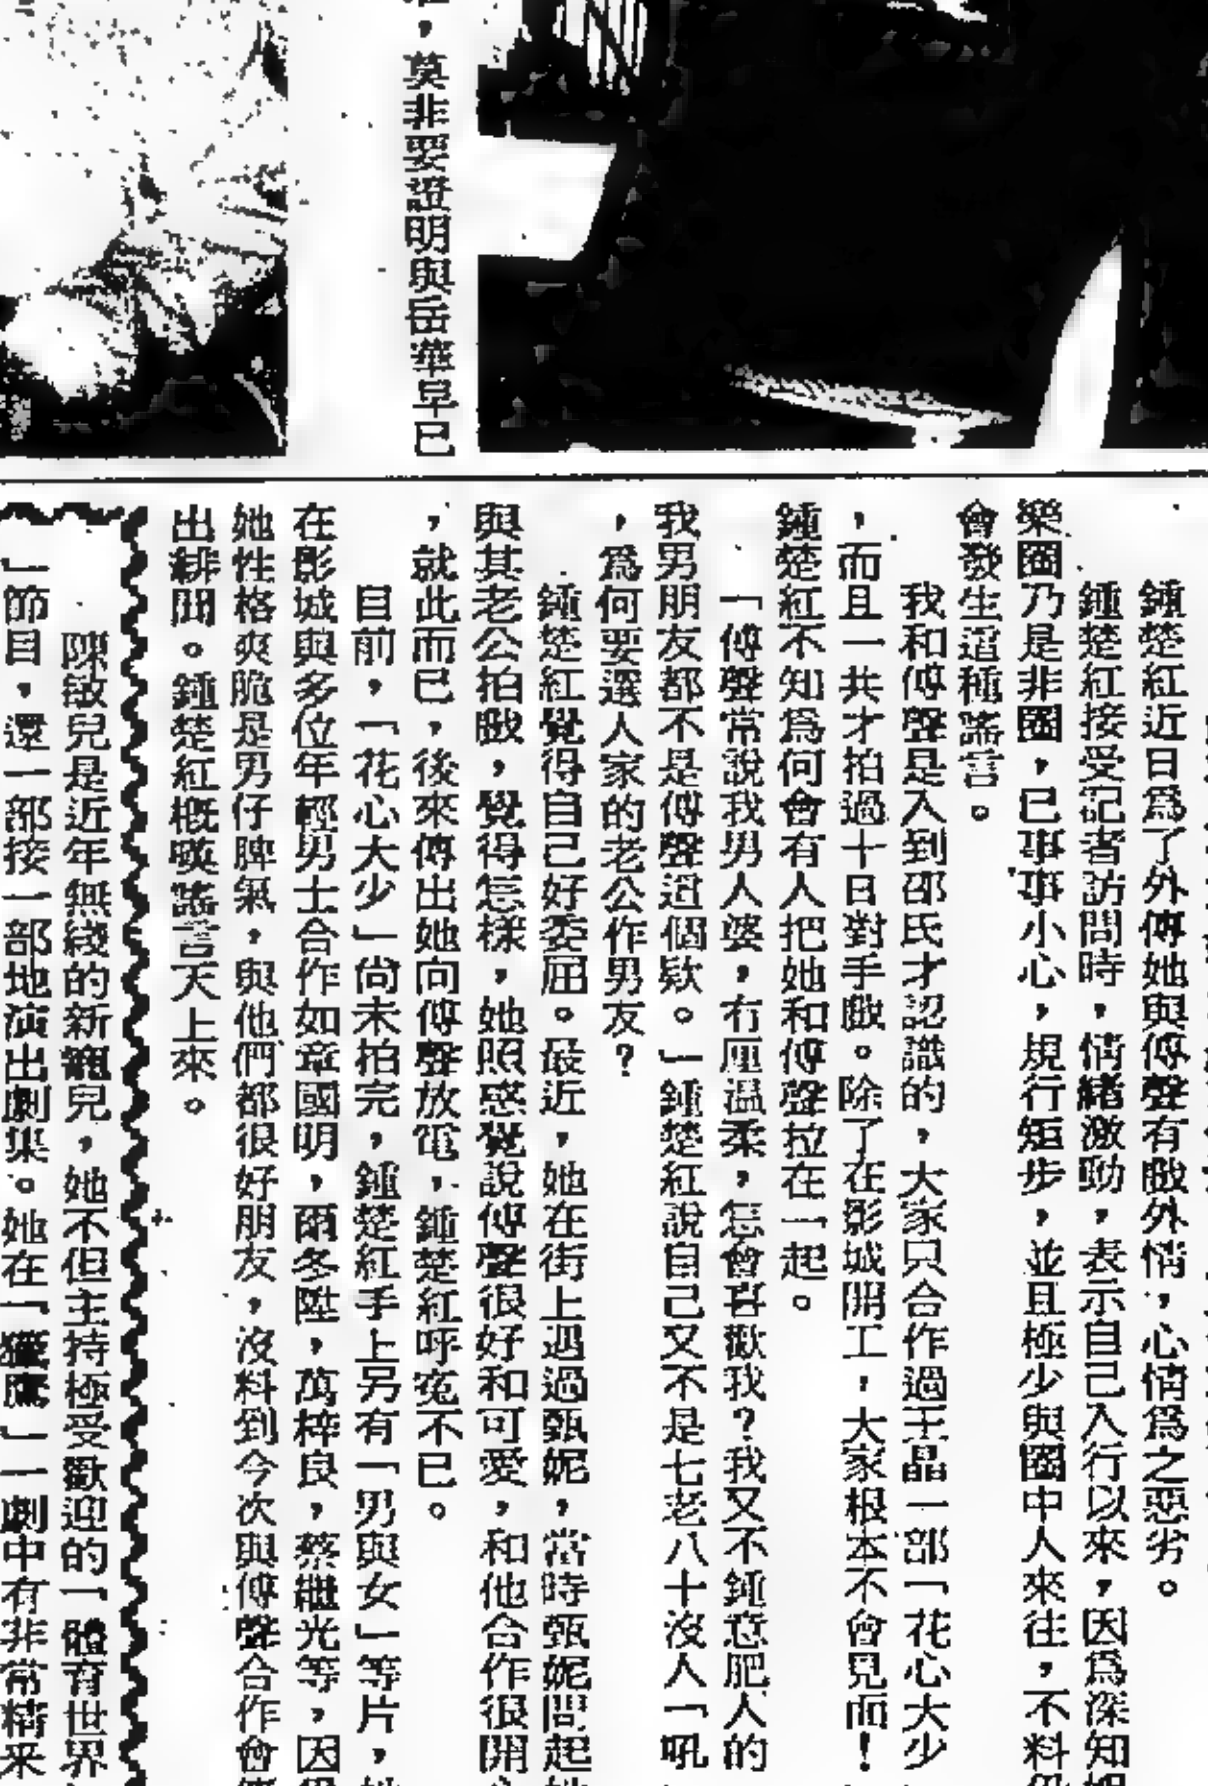 ，莫非要證明與岳華早已
鍾楚紅近日爲了外傳她與傅聲有戲外情，心情爲之惡劣。
鍾楚紅接受記者訪問時，情緒激動，表示自己入行以來，因爲深知娛
樂圈乃是非圈，已事事小心，規行矩步，並且極少與圈中人來往，不料仍
會發生這種謠言。
我和傅聲是入到邵氏才認識的，大家只合作過王晶一部「花心大少
，而且一共才拍過十日對手戲。除了在影城開工，大家根本不會見面！
鍾楚紅不知爲何會有人把她和傅聲拉在一起。
「傅聲常說我男人婆，冇厘温柔，怎會喜歡我？我又不鍾意肥人的
我男朋友都不是傅聲這個欵。」鍾楚紅說自己又不是七老八十沒人「吼
，爲何要選人家的老公作男友？
鍾楚紅覺得自己好委屈。最近，她在街上遇過甄妮，當時甄妮問起她
與其老公拍戲，覺得怎樣，她照感覺說傅聲很好和可愛，和他合作很開心
，就此而已，後來傳出她向傅聲放電，鍾楚紅呼寃不已。
目前，「花心大少」尚未拍完，鍾楚紅手上另有「男與女」等片，她
在影城與多位年輕男士合作如章國明，爾冬陞，萬梓良，蔡繼光等，因爲
她性格爽脆是男仔脾氣，與他們都很好朋友，沒料到今次與傅聲合作會傳
出緋聞。鍾楚紅概嘆謠言天上來。
陳敏兒是近年無綫的新寵兒，她不但主持極受歡迎的「體育世界
」節目，還一部接一部地演出劇集。她在「獵鷹」一劇中有非常精采